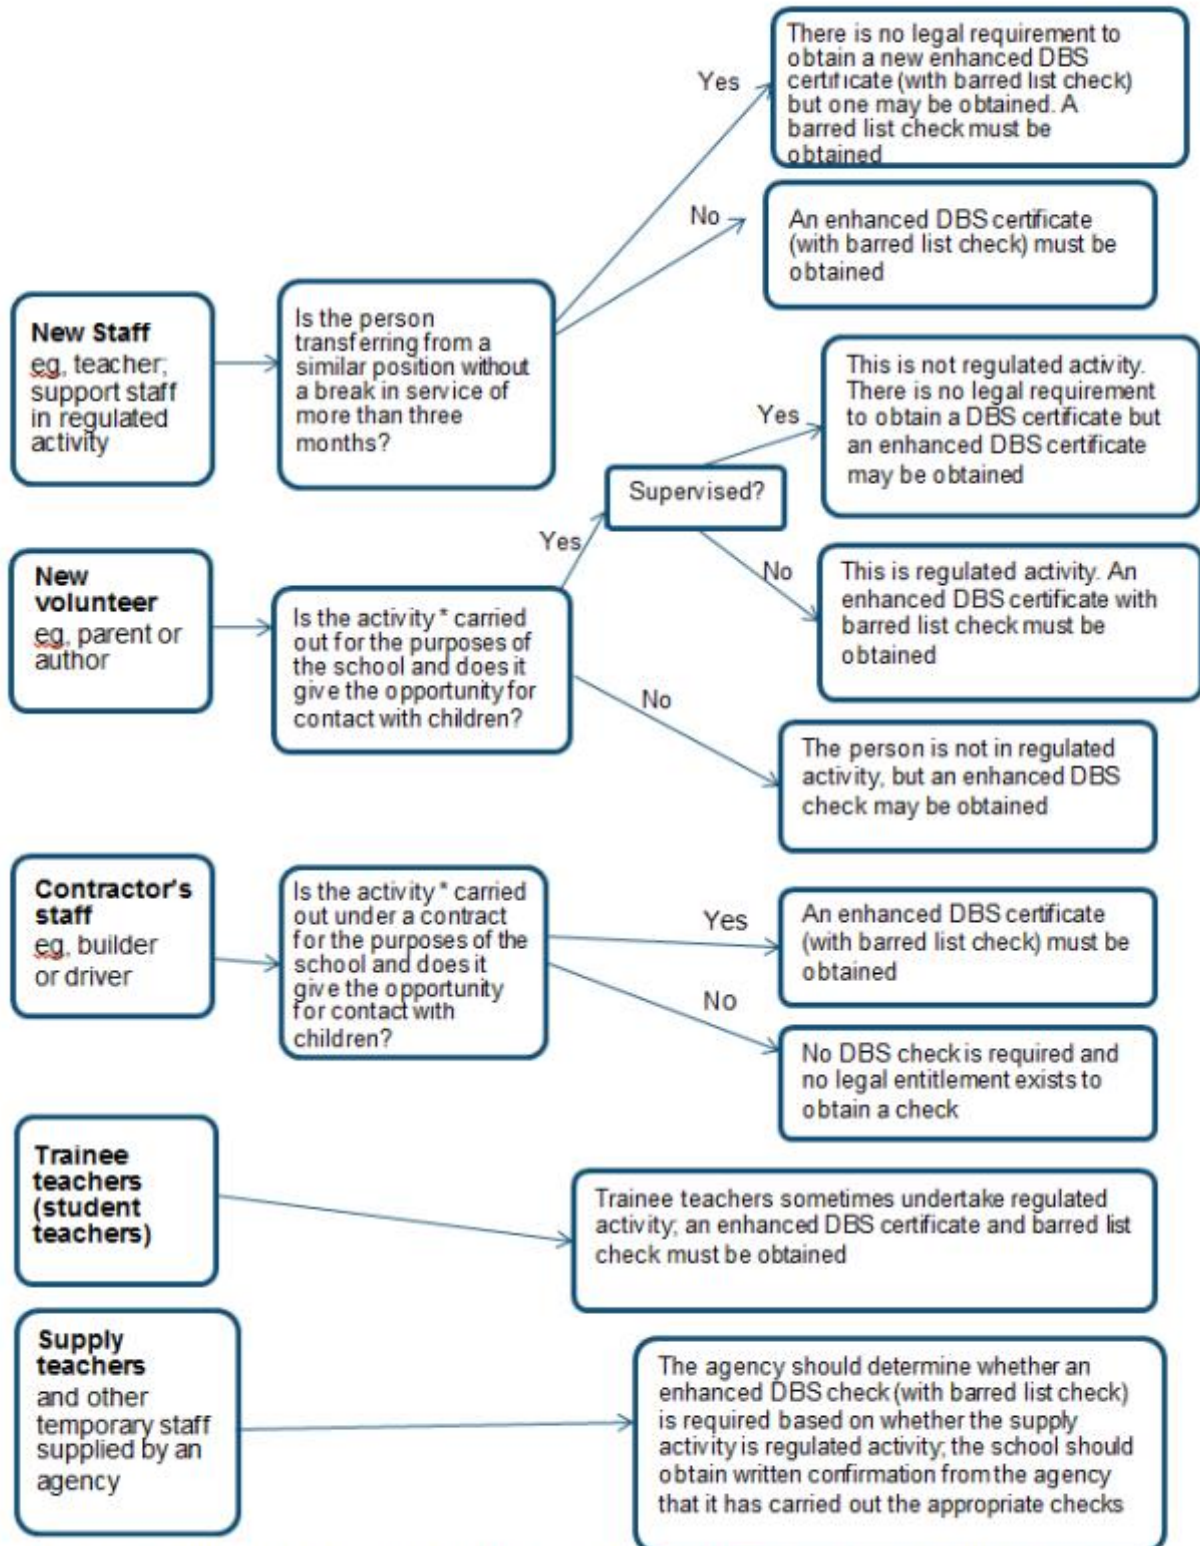 New Staff
eg, teacher;
support staff
in regulated
activity
Is the person
transferring from a
similar position without
a break in service of
more than three
months?
Yes
There is no legal requirement to
obtain a new enhanced DBS
certificate (with barred list check)
but one may be obtained. A
barred list check must be
obtained
No
An enhanced DBS certificate
(with barred list check) must be
obtained
New
volunteer
eg, parent or
author
Is the activity * carried
out for the purposes of
the school and does it
give the opportunity for
contact with children?
Yes
Supervised?
Yes
This is not regulated activity.
There is no legal requirement
to obtain a DBS certificate but
an enhanced DBS certificate
may be obtained
No
This is regulated activity. An
enhanced DBS certificate with
barred list check must be
obtained
No
The person is not in regulated
activity, but an enhanced DBS
check may be obtained
Contractor's
staff
eg, builder
or driver
Is the activity * carried
out under a contract
for the purposes of the
school and does it
give the opportunity
for contact with
children?
Yes
An enhanced DBS certificate
(with barred list check) must be
obtained
No
No DBS check is required and
no legal entitlement exists to
obtain a check
Trainee
teachers
(student
teachers)
Trainee teachers sometimes undertake regulated
activity; an enhanced DBS certificate and barred list
check must be obtained
Supply
teachers
and other
temporary staff
supplied by an
agency
The agency should determine whether an
enhanced DBS check (with barred list check)
is required based on whether the supply
activity is regulated activity; the school should
obtain written confirmation from the agency
that it has carried out the appropriate checks